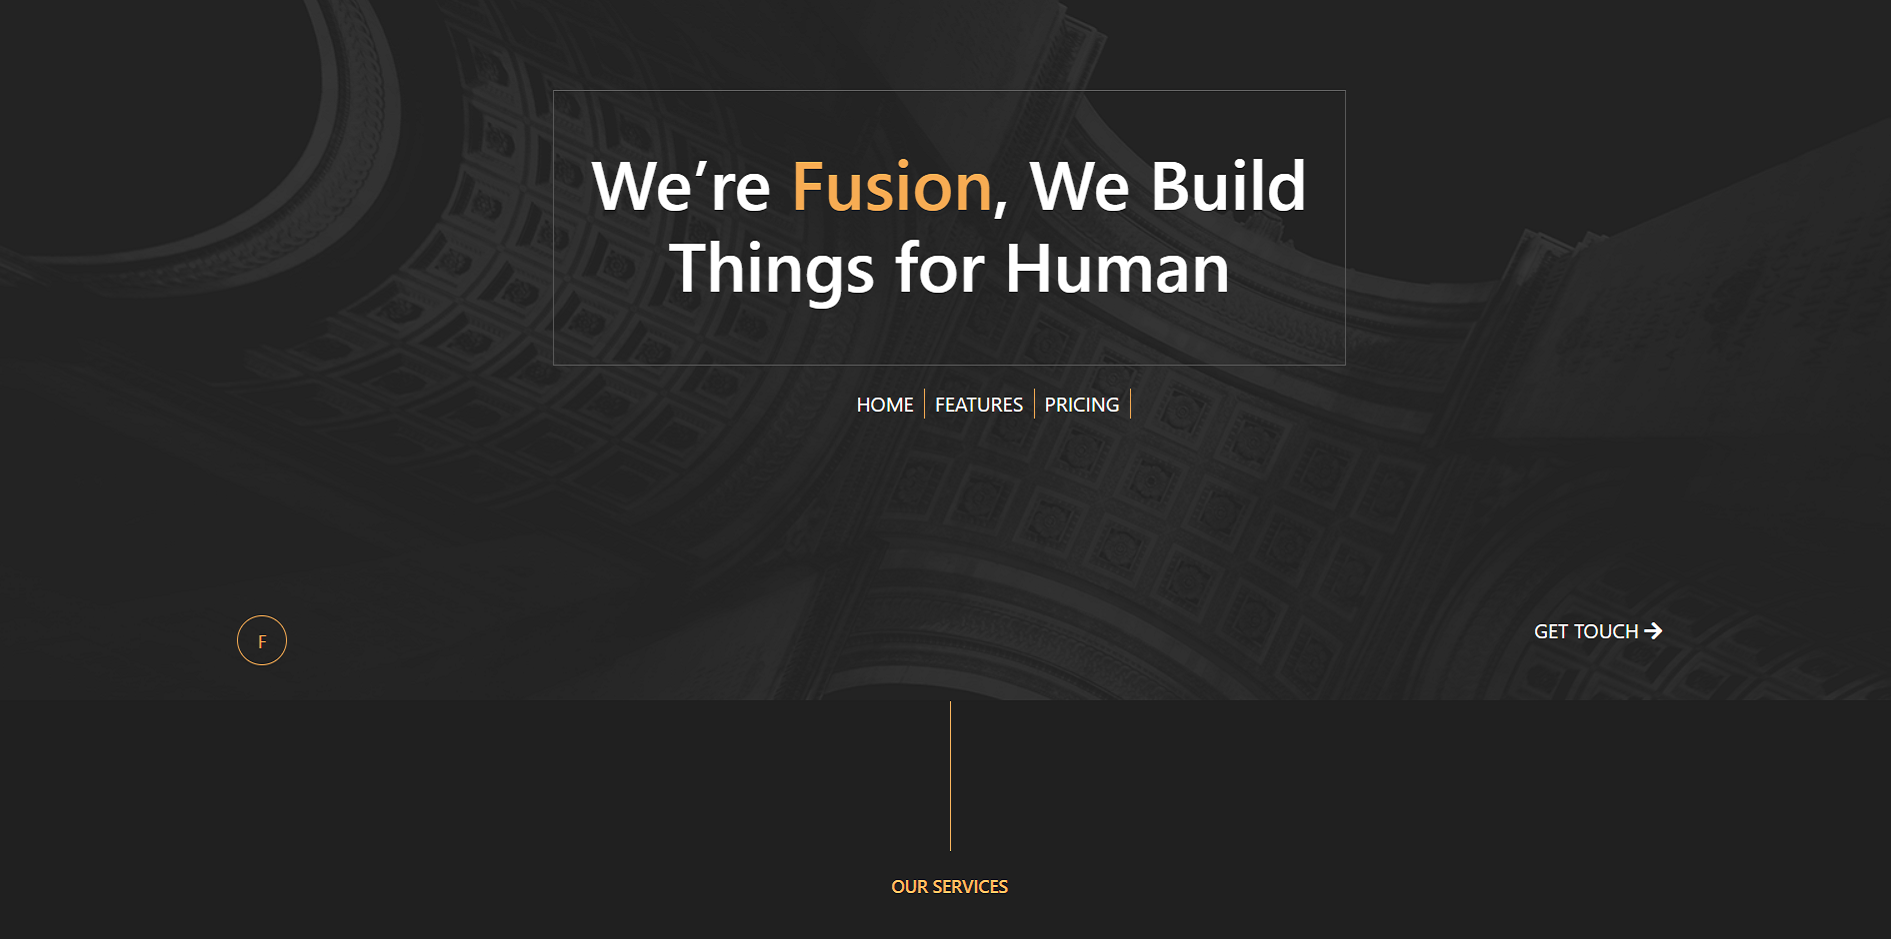 We’re Fusion, We Build
Things for Human
HOME FEATURES PRICING
F
GET TOUCH
OUR SERVICES